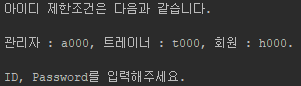 아이디 제한조건은 다음과 같습니다.
관리자 : a000, 트레이너 : t000, 회원 : h000.
ID, Password를 입력해주세요.